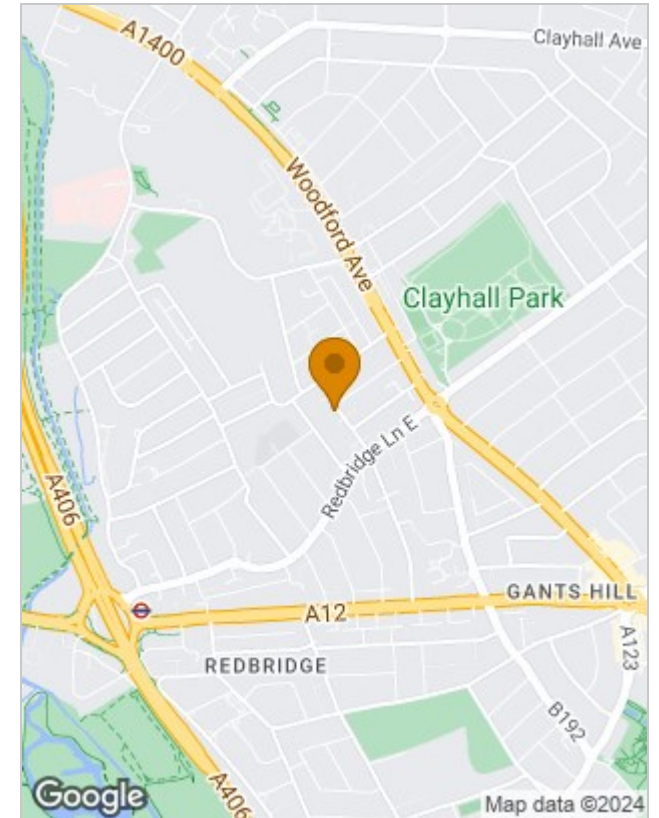 A1400
Clayhall Ave
Woodford Ave
Clayhall Park
Redbridge Ln E
A406
GANTS HILL
A12
A123
REDBRIDGE
B192
A406
Google
Map data ©2024